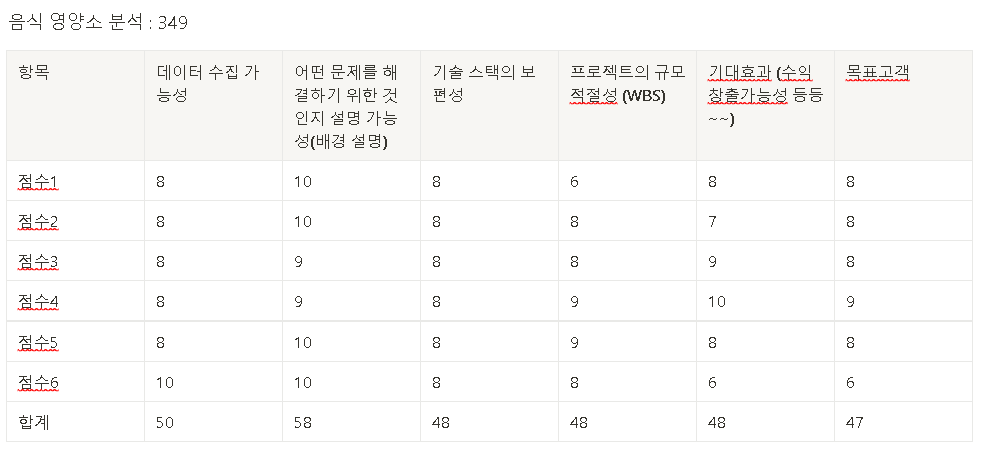 음식 영양소 분석 : 349
항목 데이터 수집 가능성 어떤 문제를 해결하기 위한 것인지 설명 가능성(배경 설명) 기술 스택의 보편성 프로젝트의 규모 적절성 (WBS) 기대효과 (수익 창출가능성 등등 ~~) 목표고객
점수1 8 10 8 6 8 8
점수2 8 10 8 8 7 8
점수3 8 9 8 8 9 8
점수4 8 9 8 9 10 9
점수5 8 10 8 9 8 8
점수6 10 10 8 8 6 6
합계 50 58 48 48 48 47